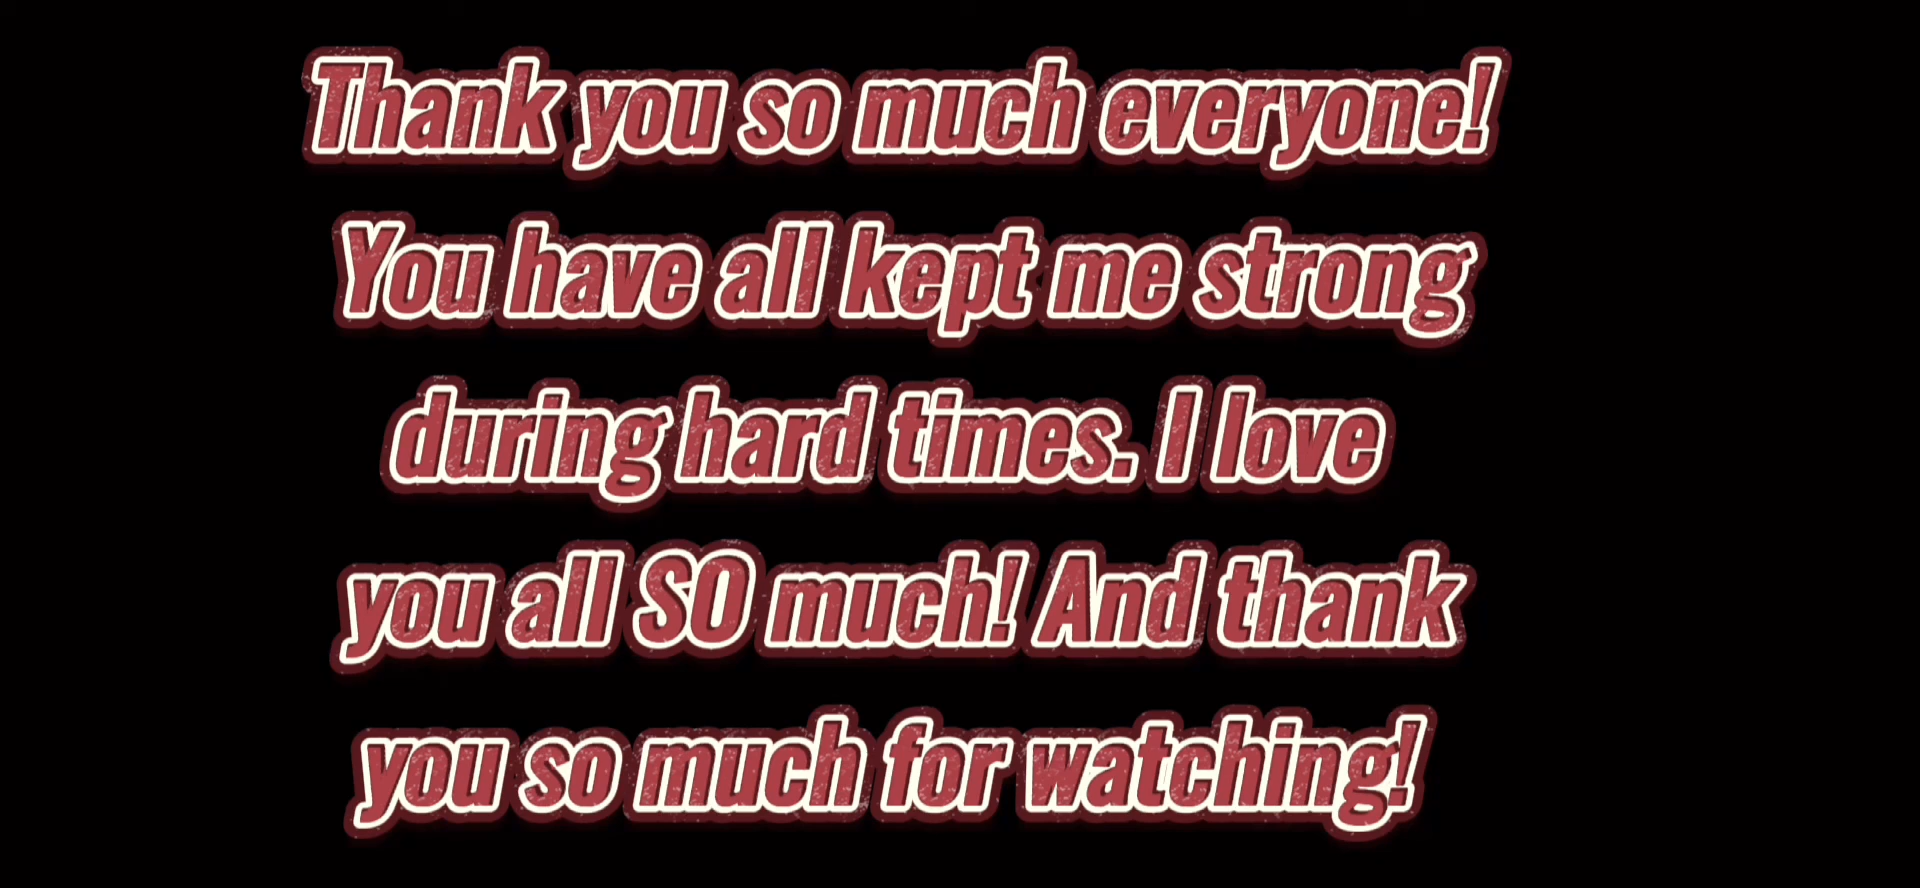 Thank you so much everyone!
You have all kept me strong
during hard times. I love
you all SO much! And thank
you so much for watching!